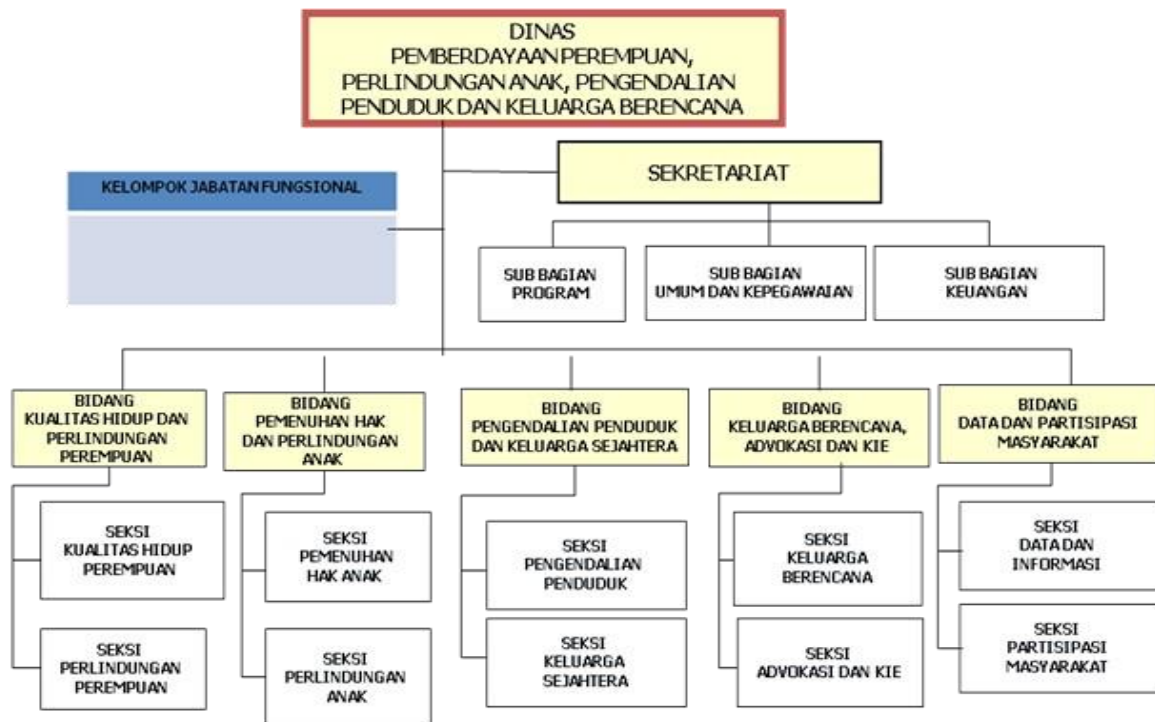 DINAS
PEMBERDAYAAN PEREMPUAN,
PERLINDUNGAN ANAK, PENGENDALIAN
PENDUDUK DAN KELUARGA BERENCANA
SEKRETARIAT
KELOMPOK JABATAN FUNGSIONAL
SUB BAGIAN
PROGRAM
SUB BAGIAN
UMUM DAN KEPEGAWAIAN
SUB BAGIAN
KEUANGAN
BIDANG
KUALITAS HIDUP DAN
PERLINDUNGAN
PEREMPUAN
BIDANG
PEMENUHAN HAK
DAN PERLINDUNGAN
ANAK
BIDANG
PENGENDALIAN PENDUDUK
DAN KELUARGA SEJAHTERA
BIDANG
KELUARGA BERENCANA,
ADVOKASI DAN KIE
BIDANG
DATA DAN PARTISIPASI
MASYARAKAT
SEKSI
KUALITAS HIDUP
PEREMPUAN
SEKSI
PEMENUHAN
HAK ANAK
SEKSI
PENGENDALIAN
PENDUDUK
SEKSI
KELUARGA
BERENCANA
SEKSI
DATA DAN
INFORMASI
SEKSI
PERLINDUNGAN
PEREMPUAN
SEKSI
PERLINDUNGAN
ANAK
SEKSI
KELUARGA
SEJAHTERA
SEKSI
ADVOKASI DAN KIE
SEKSI
PARTISIPASI
MASYARAKAT